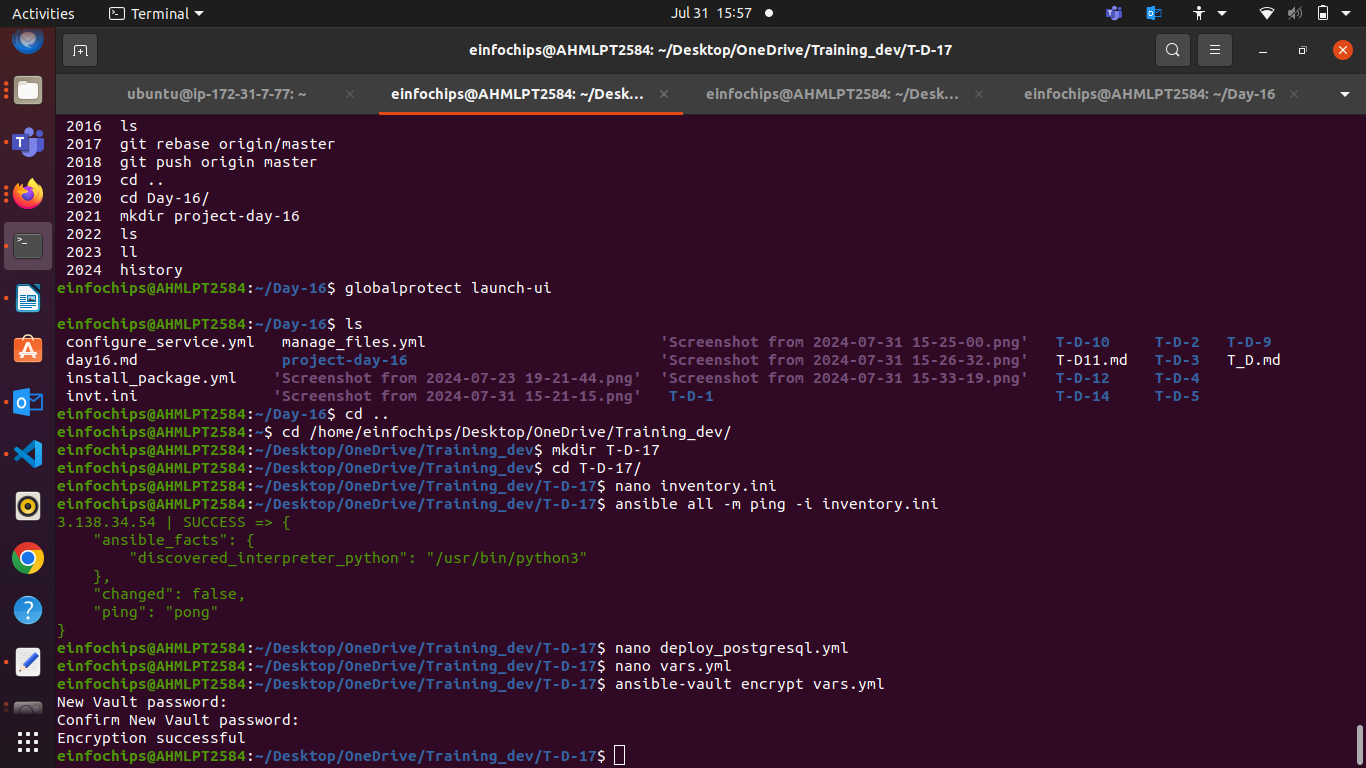 Activities
Terminal
Jul 31 15:57
einfochips@AHMLPT2584: ~/Desktop/OneDrive/Training_dev/T-D-17
ubuntu@ip-172-31-7-77: ~
einfochips@AHMLPT2584: ~/Desk...
einfochips@AHMLPT2584: ~/Desk...
einfochips@AHMLPT2584: ~/Day-16
2016 ls
2017 git rebase origin/master
2018 git push origin master
2019 cd ..
2020 cd Day-16/
2021 mkdir project-day-16
2022 ls
2023 ll
2024 history
einfochips@AHMLPT2584:~/Day-16$ globalprotect launch-ui
einfochips@AHMLPT2584:~/Day-16$ ls
configure_service.yml manage_files.yml 'Screenshot from 2024-07-31 15-25-00.png' T-D-10 T-D-2 T-D-9
day16.md project-day-16 'Screenshot from 2024-07-31 15-26-32.png' T-D11.md T-D-3 T_D.md
install_package.yml 'Screenshot from 2024-07-23 19-21-44.png' 'Screenshot from 2024-07-31 15-33-19.png' T-D-12 T-D-4
invt.ini 'Screenshot from 2024-07-31 15-21-15.png' T-D-1 T-D-14 T-D-5
einfochips@AHMLPT2584:~/Day-16$ cd ..
einfochips@AHMLPT2584:~$ cd /home/einfochips/Desktop/OneDrive/Training_dev/
einfochips@AHMLPT2584:~/Desktop/OneDrive/Training_dev$ mkdir T-D-17
einfochips@AHMLPT2584:~/Desktop/OneDrive/Training_dev$ cd T-D-17/
einfochips@AHMLPT2584:~/Desktop/OneDrive/Training_dev/T-D-17$ nano inventory.ini
einfochips@AHMLPT2584:~/Desktop/OneDrive/Training_dev/T-D-17$ ansible all -m ping -i inventory.ini
3.138.34.54 | SUCCESS => {
"ansible_facts": {
"discovered_interpreter_python": "/usr/bin/python3"
},
"changed": false,
"ping": "pong"
}
einfochips@AHMLPT2584:~/Desktop/OneDrive/Training_dev/T-D-17$ nano deploy_postgresql.yml
einfochips@AHMLPT2584:~/Desktop/OneDrive/Training_dev/T-D-17$ nano vars.yml
einfochips@AHMLPT2584:~/Desktop/OneDrive/Training_dev/T-D-17$ ansible-vault encrypt vars.yml
New Vault password:
Confirm New Vault password:
Encryption successful
einfochips@AHMLPT2584:~/Desktop/OneDrive/Training_dev/T-D-17$